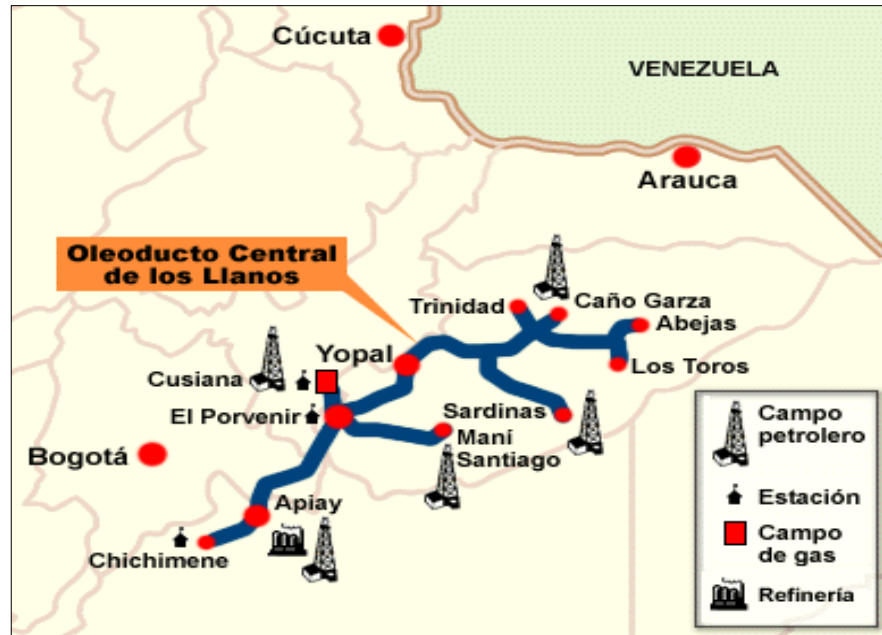 Cúcuta
VENEZUELA
Arauca
Oleoducto Central
de los Llanos
Trinidad
Caño Garza
Abejas
Yopal
Los Toros
Cusiana
El Porvenir
Sardinas
Maní
Santiago
Bogotá
Apiay
Chichimene
Campo
petrolero
Estación
Campo
de gas
Refinería